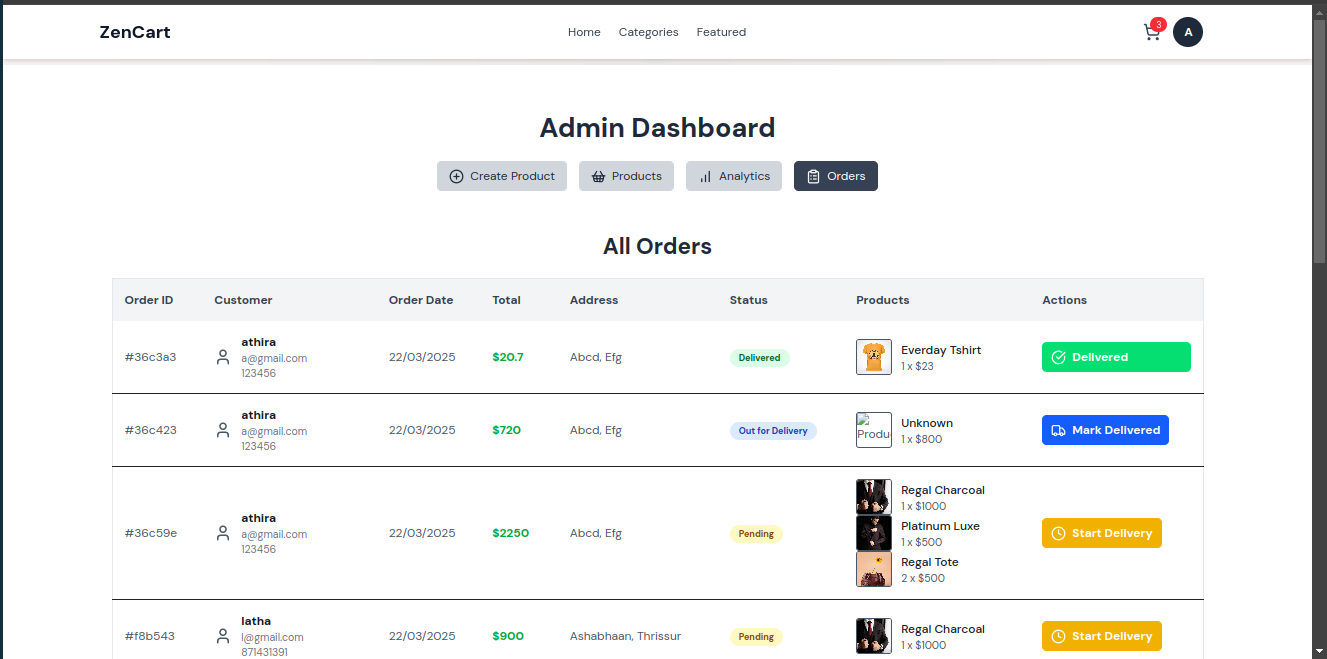 ZenCart
Home Categories Featured
3
A
Admin Dashboard
Create Product Products Analytics Orders
All Orders
Order ID Customer Order Date Total Address Status Products Actions
#36c3a3 athira 22/03/2025 $20.7 Abcd, Efg Delivered Everday Tshirt Delivered
a@gmail.com 1 x $23
123456
#36c423 athira 22/03/2025 $720 Abcd, Efg Out for Delivery Produ Unknown Mark Delivered
a@gmail.com 1 x $800
123456
Regal Charcoal
1 x $1000
#36c59e athira 22/03/2025 $2250 Abcd, Efg Pending Platinum Luxe Start Delivery
a@gmail.com 1 x $500
123456
Regal Tote
2 x $500
#f8b543 latha 22/03/2025 $900 Ashabhaan, Thrissur Pending Regal Charcoal Start Delivery
l@gmail.com 1 x $1000
871431391